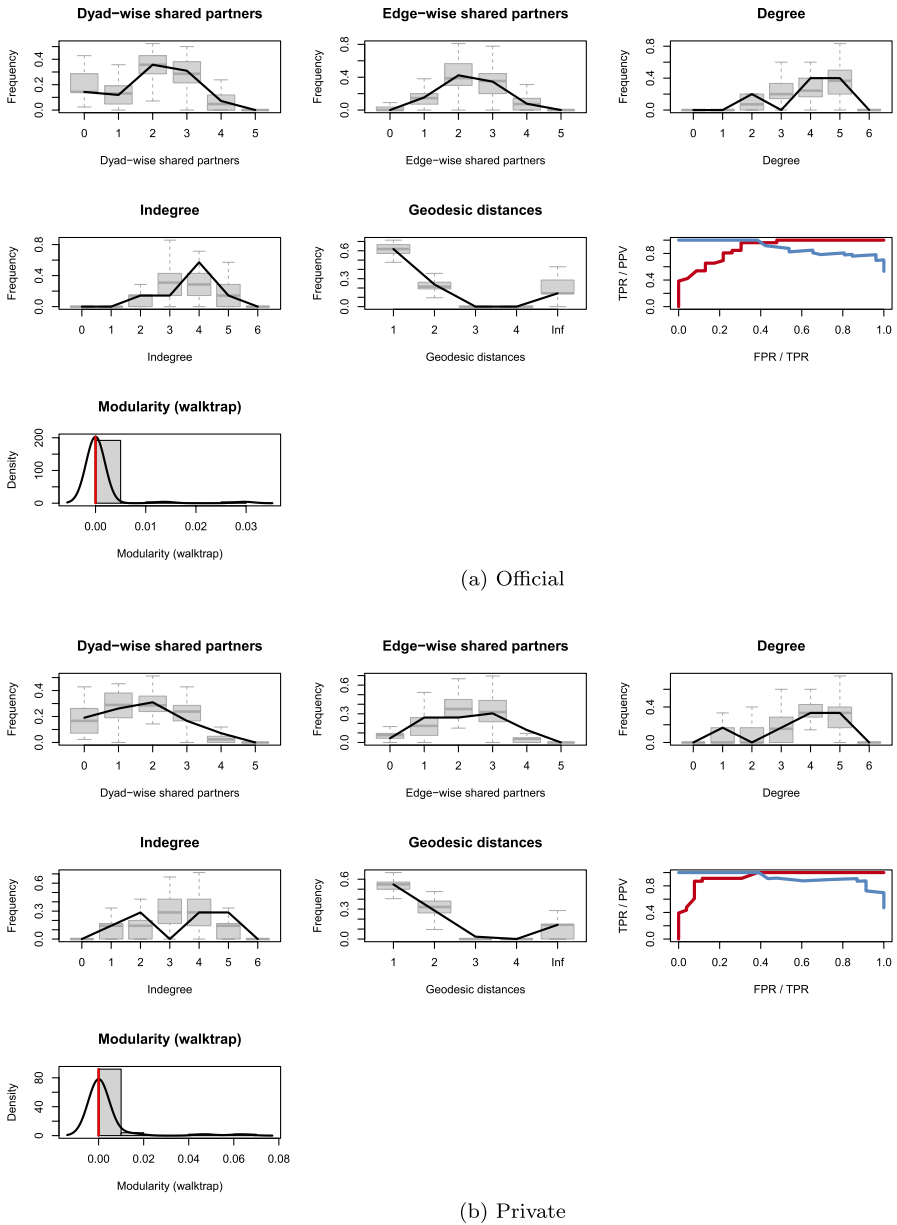 Dyad−wise shared partners
Edge−wise shared partners
Degree
Frequency
0.0 0.2 0.4
0 1 2 3 4 5
Dyad−wise shared partners
Frequency
0.0 0.4 0.8
0 1 2 3 4 5
Edge−wise shared partners
Frequency
0.0 0.4 0.8
0 1 2 3 4 5 6
Degree
Indegree
Geodesic distances
Frequency
0.0 0.4 0.8
0 1 2 3 4 5 6
Indegree
Frequency
0.0 0.3 0.6
1 2 3 4 Inf
Geodesic distances
TPR / PPV
0.0 0.4 0.8
0.0 0.2 0.4 0.6 0.8 1.0
FPR / TPR
Modularity (walktrap)
Density
0 100 200
0.00 0.01 0.02 0.03
Modularity (walktrap)
(a) Official
Dyad−wise shared partners
Edge−wise shared partners
Degree
Frequency
0.0 0.2 0.4
0 1 2 3 4 5
Dyad−wise shared partners
Frequency
0.0 0.3 0.6
0 1 2 3 4 5
Edge−wise shared partners
Frequency
0.0 0.4
0 1 2 3 4 5 6
Degree
Indegree
Geodesic distances
Frequency
0.0 0.3 0.6
0 1 2 3 4 5 6
Indegree
Frequency
0.0 0.3 0.6
1 2 3 4 Inf
Geodesic distances
TPR / PPV
0.0 0.4 0.8
0.0 0.2 0.4 0.6 0.8 1.0
FPR / TPR
Modularity (walktrap)
Density
0 40 80
0.00 0.02 0.04 0.06 0.08
Modularity (walktrap)
(b) Private